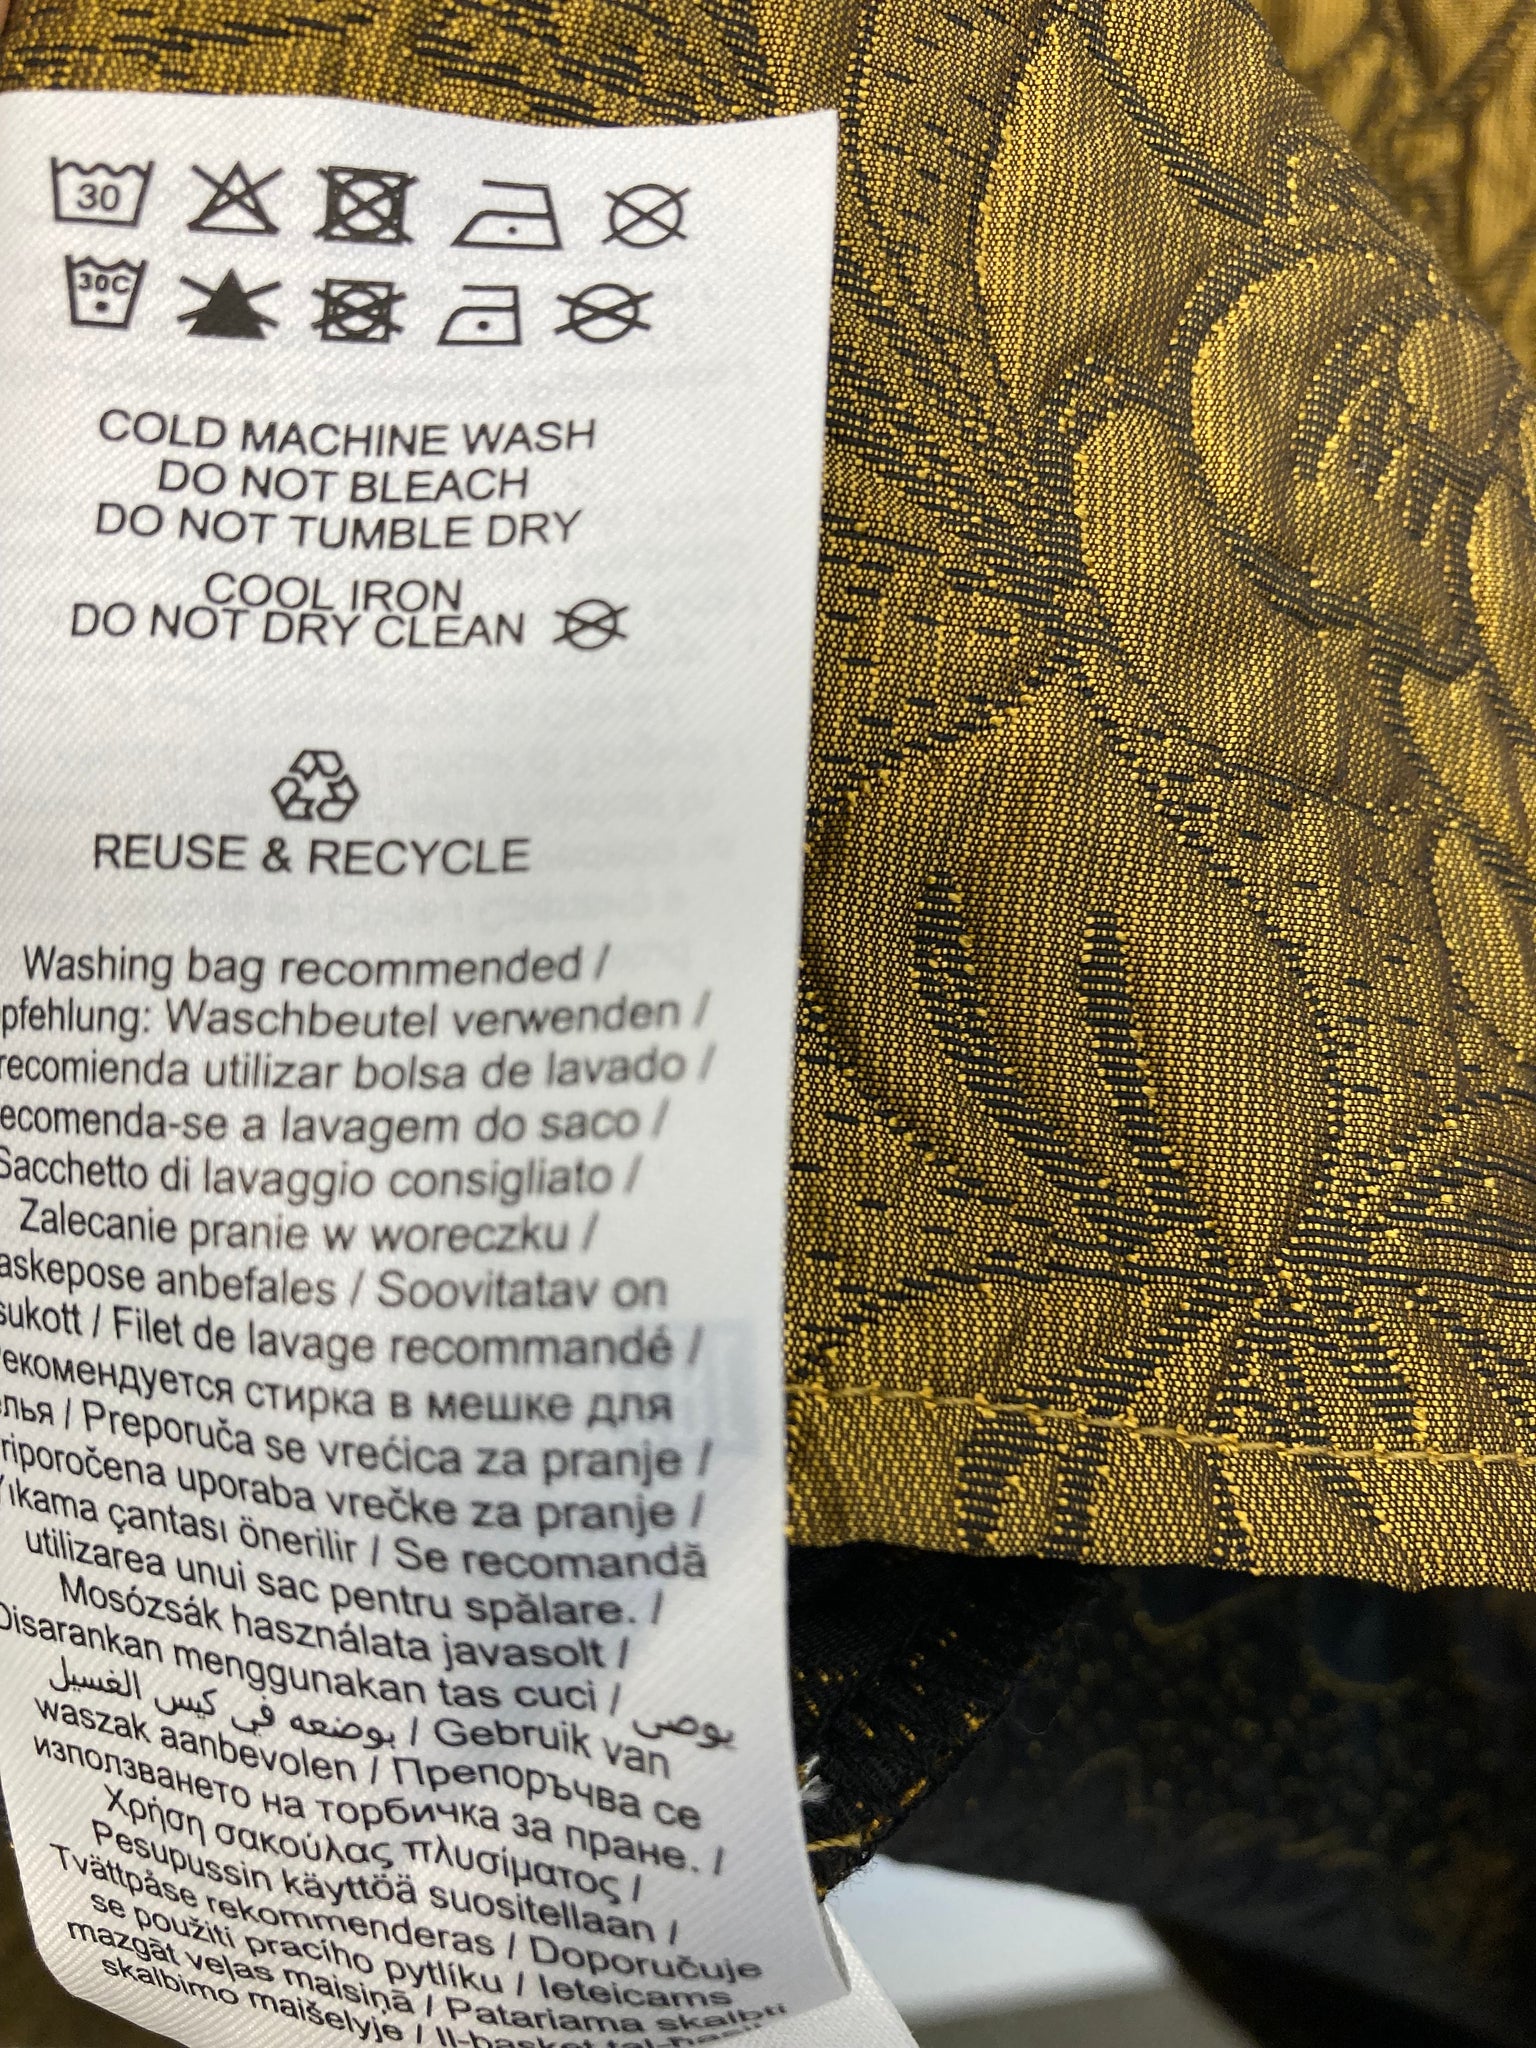 30
30C
COLD MACHINE WASH
DO NOT BLEACH
DO NOT TUMBLE DRY
COOL IRON
DO NOT DRY CLEAN
REUSE & RECYCLE
Washing bag recommended /
pfehlung: Waschbeutel verwenden /
recomienda utilizar bolsa de lavado /
ecomenda-se a lavagem do saco /
Sacchetto di lavaggio consigliato /
Zalecanie pranie w woreczku /
askepose anbefales / Soovitatav on
sukott / Filet de lavage recommandé /
екомендуется стирка в мешке для
лья / Preporuča se vrećica za pranje /
riporočena uporaba vrečke za pranje /
Yıkama çantası önerilir / Se recomandă
utilizarea unui sac pentru spălare. /
Mosózsák használata javasolt /
Disarankan menggunakan tas cuci / يوصى
بوضعه في كيس الغسيل / Gebruik van
waszak aanbevolen / Препоръчва се
използването на торбичка за пране. /
Χρήση σακούλας πλυσίματος /
Pesupussin käyttöä suositellaan /
Tvättpåse rekommenderas / Doporučuje
se použití pracího pytlíku / Ieteicams
mazgāt veļas maisiņā / Patariama skalbti
skalbimo maišelyje / Il-basket tal-